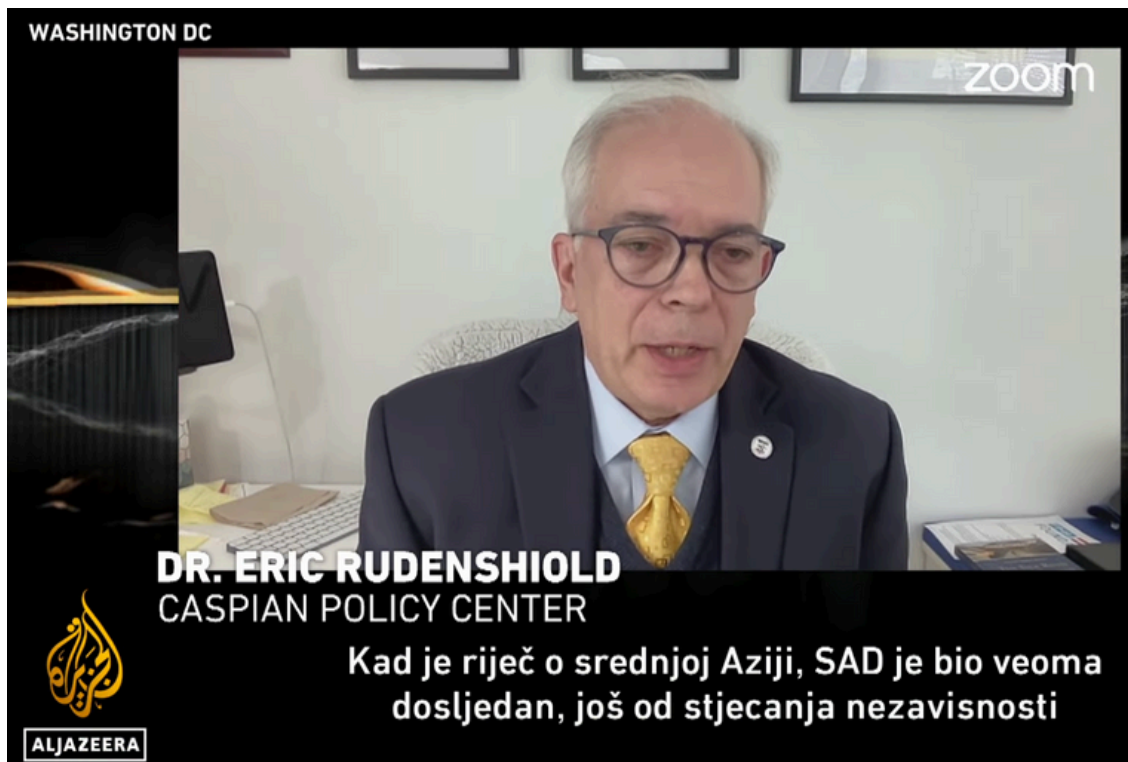 WASHINGTON DC
zoom
DR. ERIC RUDENSHIOLD
CASPIAN POLICY CENTER
Kad je riječ o srednjoj Aziji, SAD je bio veoma
dosljedan, još od stjecanja nezavisnosti
ALJAZEERA